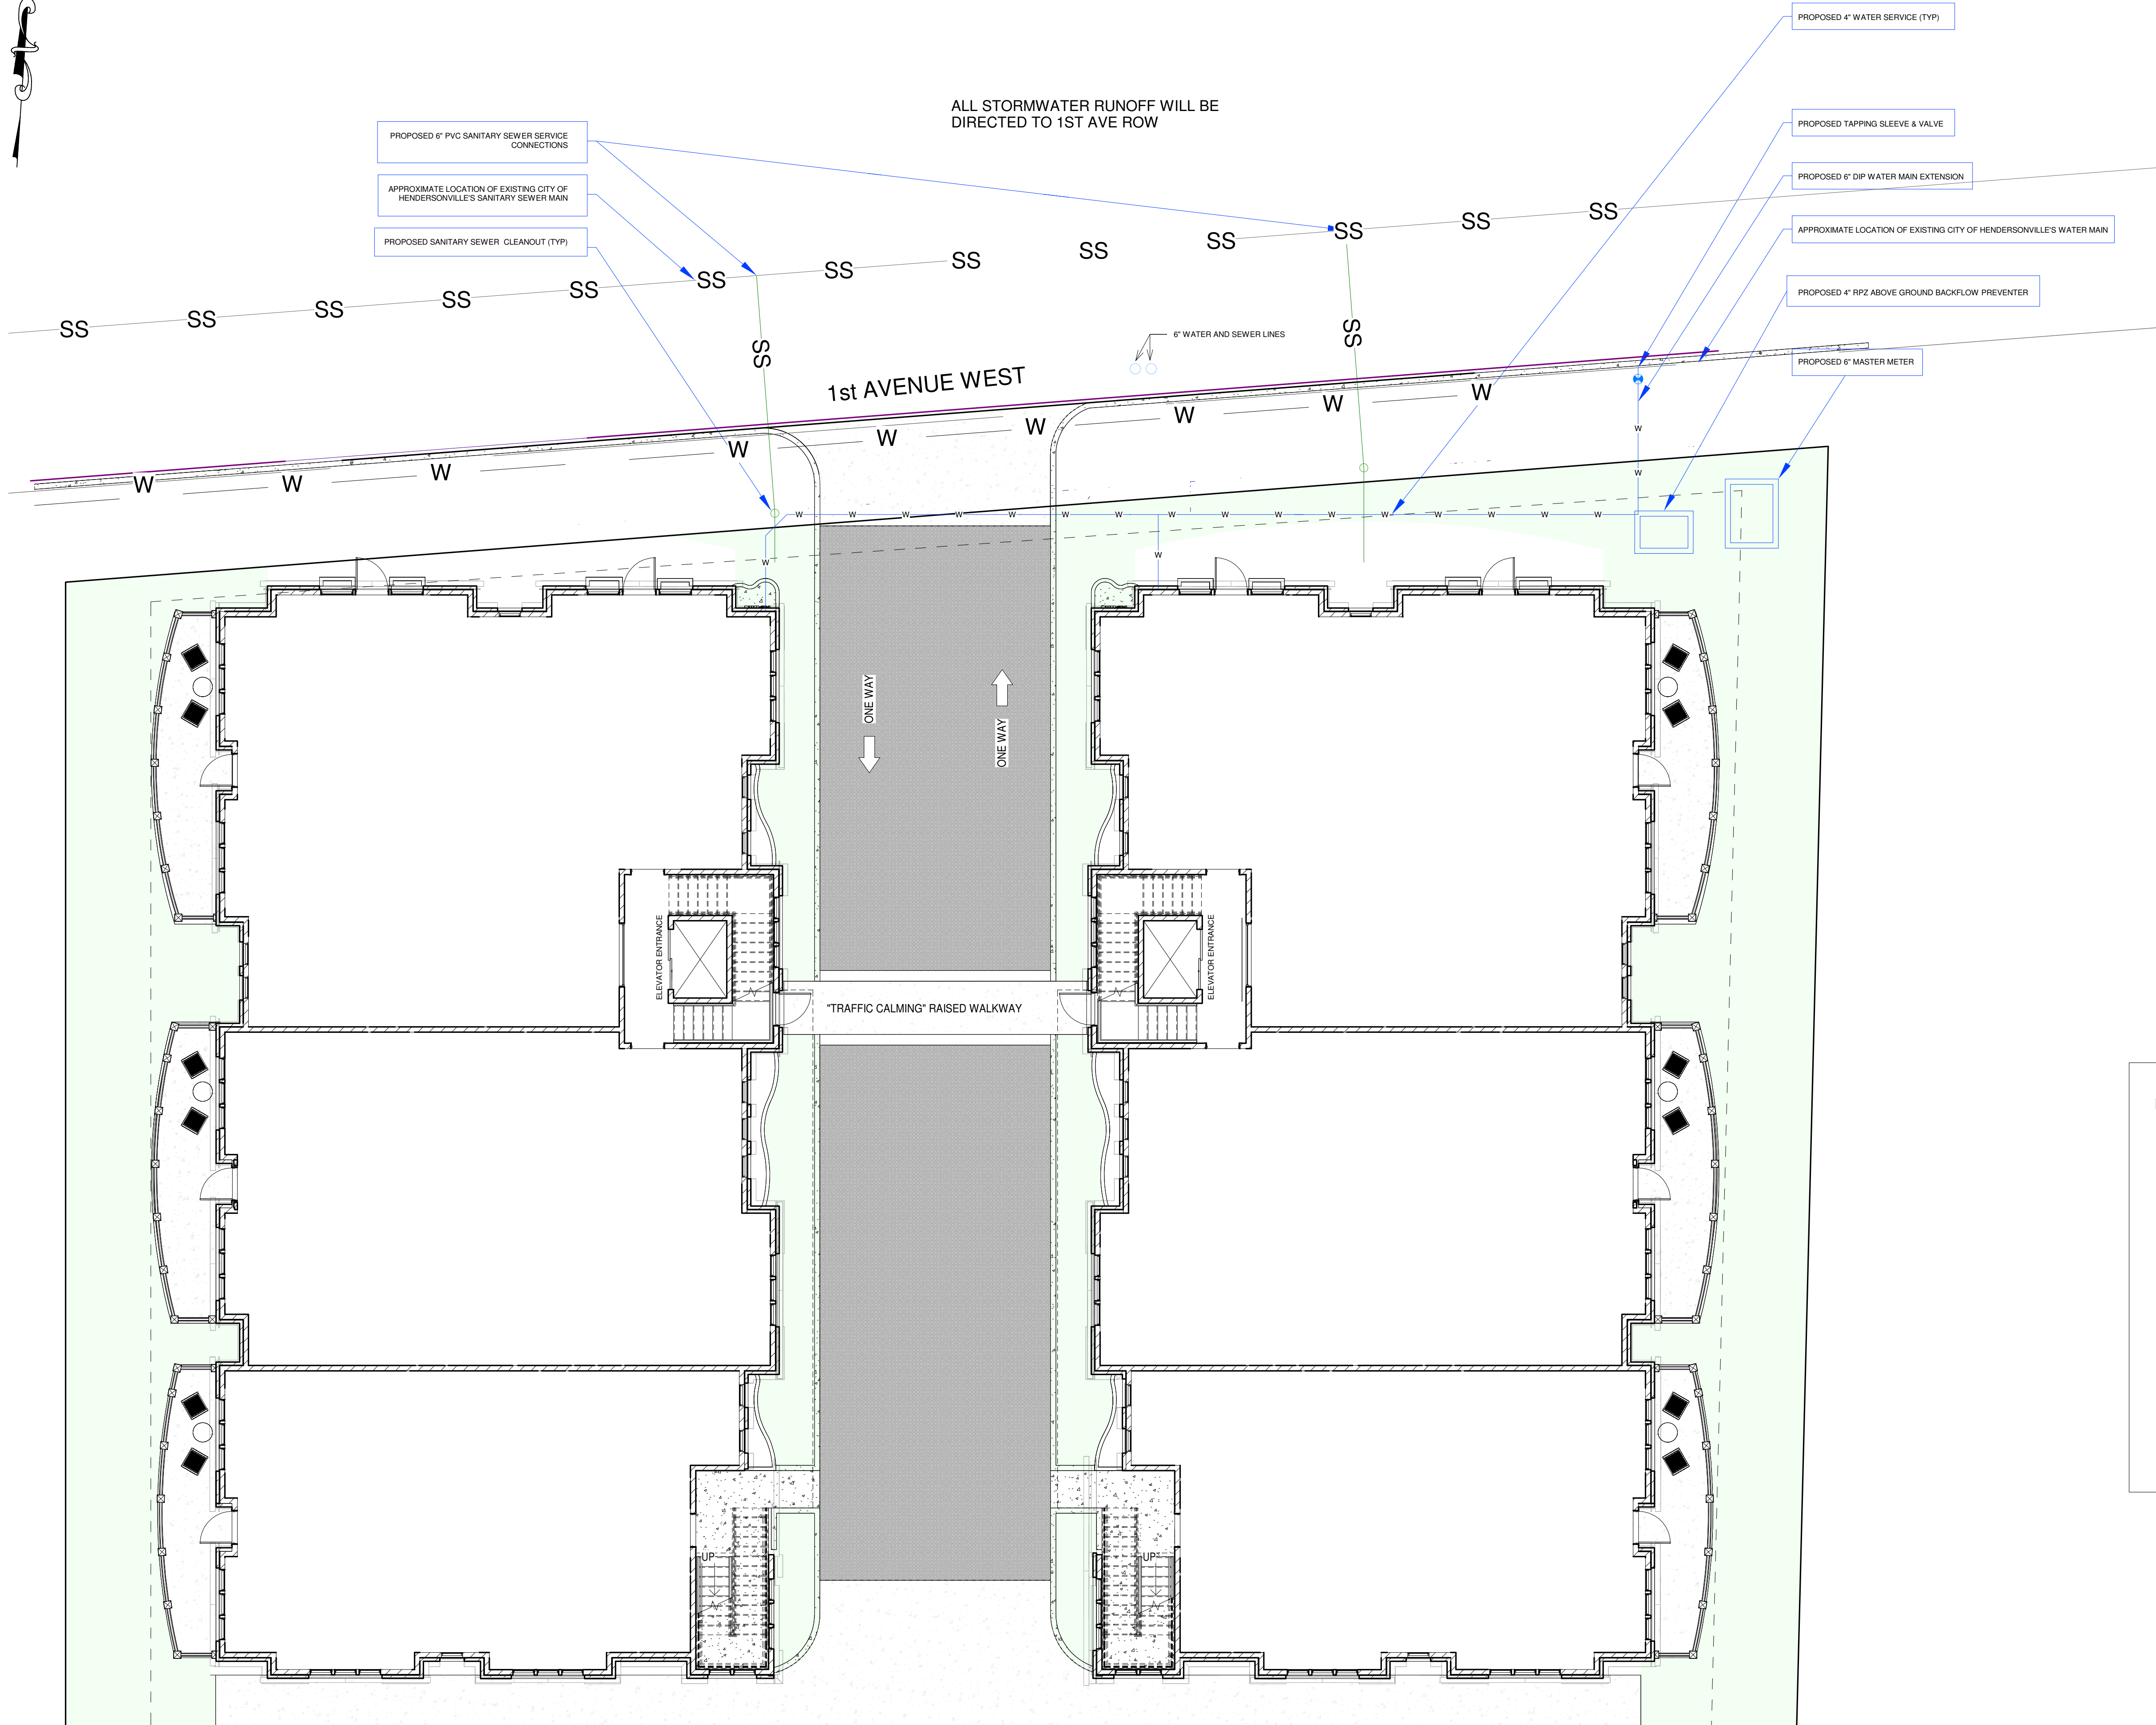 PROPOSED 4" WATER SERVICE (TYP)
ALL STORMWATER RUNOFF WILL BE
DIRECTED TO 1ST AVE ROW
PROPOSED TAPPING SLEEVE & VALVE
PROPOSED 6" PVC SANITARY SEWER SERVICE
CONNECTIONS
PROPOSED 6" DIP WATER MAIN EXTENSION
APPROXIMATE LOCATION OF EXISTING CITY OF
HENDERSONVILLE'S SANITARY SEWER MAIN
APPROXIMATE LOCATION OF EXISTING CITY OF HENDERSONVILLE'S WATER MAIN
PROPOSED SANITARY SEWER CLEANOUT (TYP)
PROPOSED 4" RPZ ABOVE GROUND BACKFLOW PREVENTER
SS SS SS SS SS SS SS SS SS SS SS SS SS
SS
SS
6" WATER AND SEWER LINES
PROPOSED 6" MASTER METER
1st AVENUE WEST
W W W W W W W W W W
W
W
W W W W W W W W W W W W W W W W
W
W
ONE WAY
ONE WAY
ELEVATOR ENTRANCE
ELEVATOR ENTRANCE
"TRAFFIC CALMING" RAISED WALKWAY
UP
UP